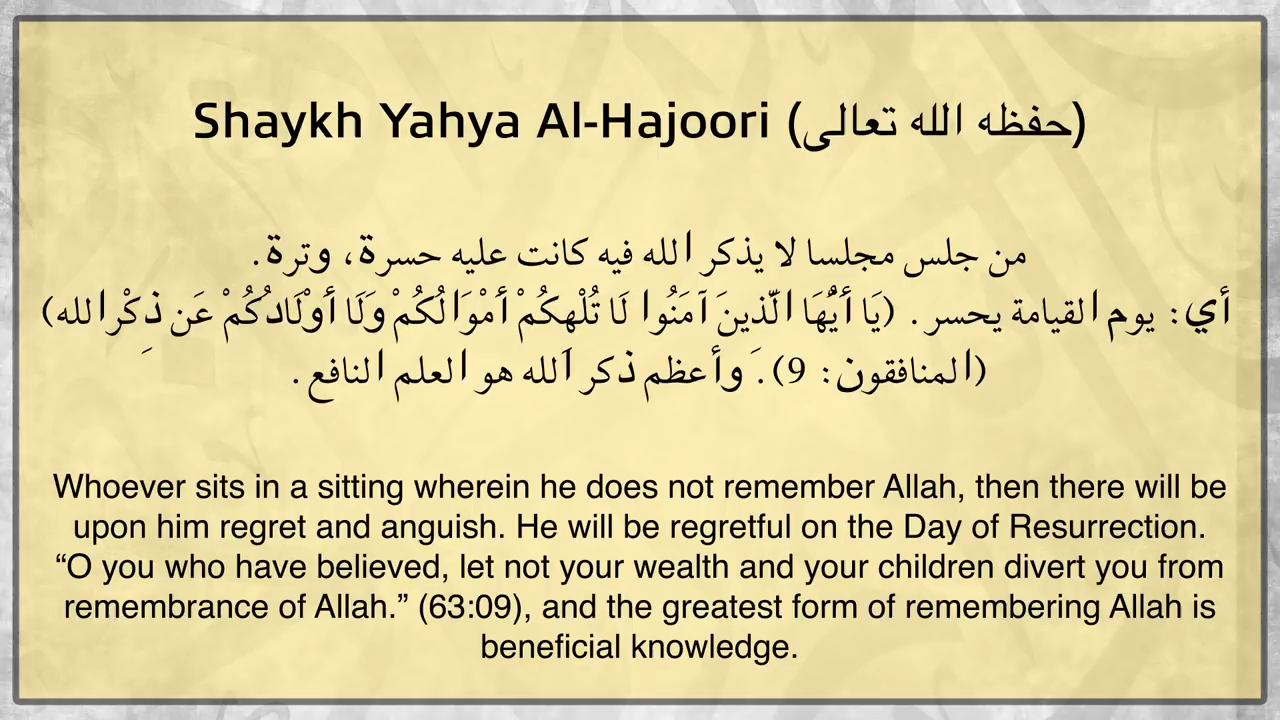 Shaykh Yahya Al-Hajoori (حفظه الله تعالى)
من جلس مجلسا لا يذكر الله فيه كانت عليه حسرة، وترة.
أي: يوم القيامة يحسر. (يَا أَيُّهَا الَّذِينَ آمَنُوا لَا تُلْهِكُمْ أَمْوَالُكُمْ وَلَا أَوْلَادُكُمْ عَن ذِكْرِ اللَّهِ)
(المنافقون: 9). وأعظم ذكر الله هو العلم النافع.
Whoever sits in a sitting wherein he does not remember Allah, then there will be
upon him regret and anguish. He will be regretful on the Day of Resurrection.
“O you who have believed, let not your wealth and your children divert you from
remembrance of Allah.” (63:09), and the greatest form of remembering Allah is
beneficial knowledge.